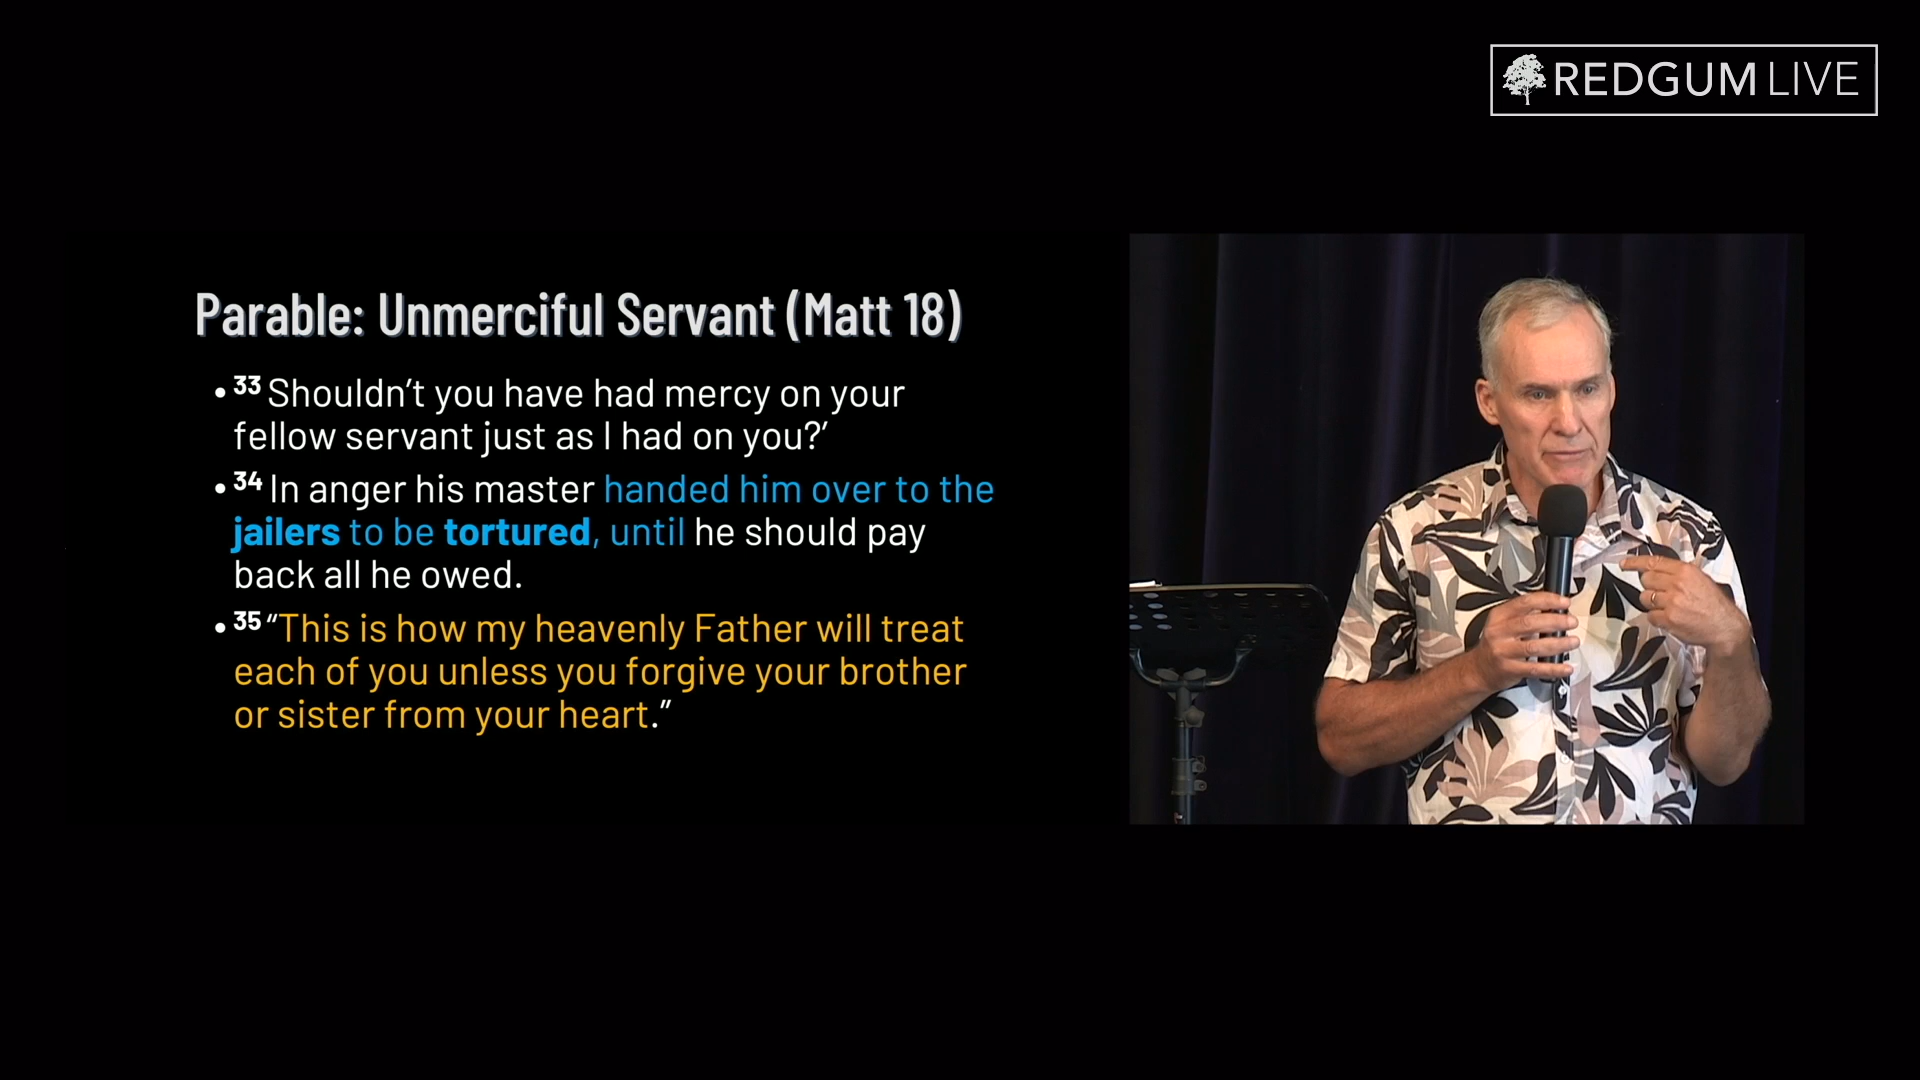 REDGUM LIVE
Parable: Unmerciful Servant (Matt 18)
• 33 Shouldn’t you have had mercy on your
fellow servant just as I had on you?’
• 34 In anger his master handed him over to the
jailers to be tortured, until he should pay
back all he owed.
• 35 “This is how my heavenly Father will treat
each of you unless you forgive your brother
or sister from your heart.”